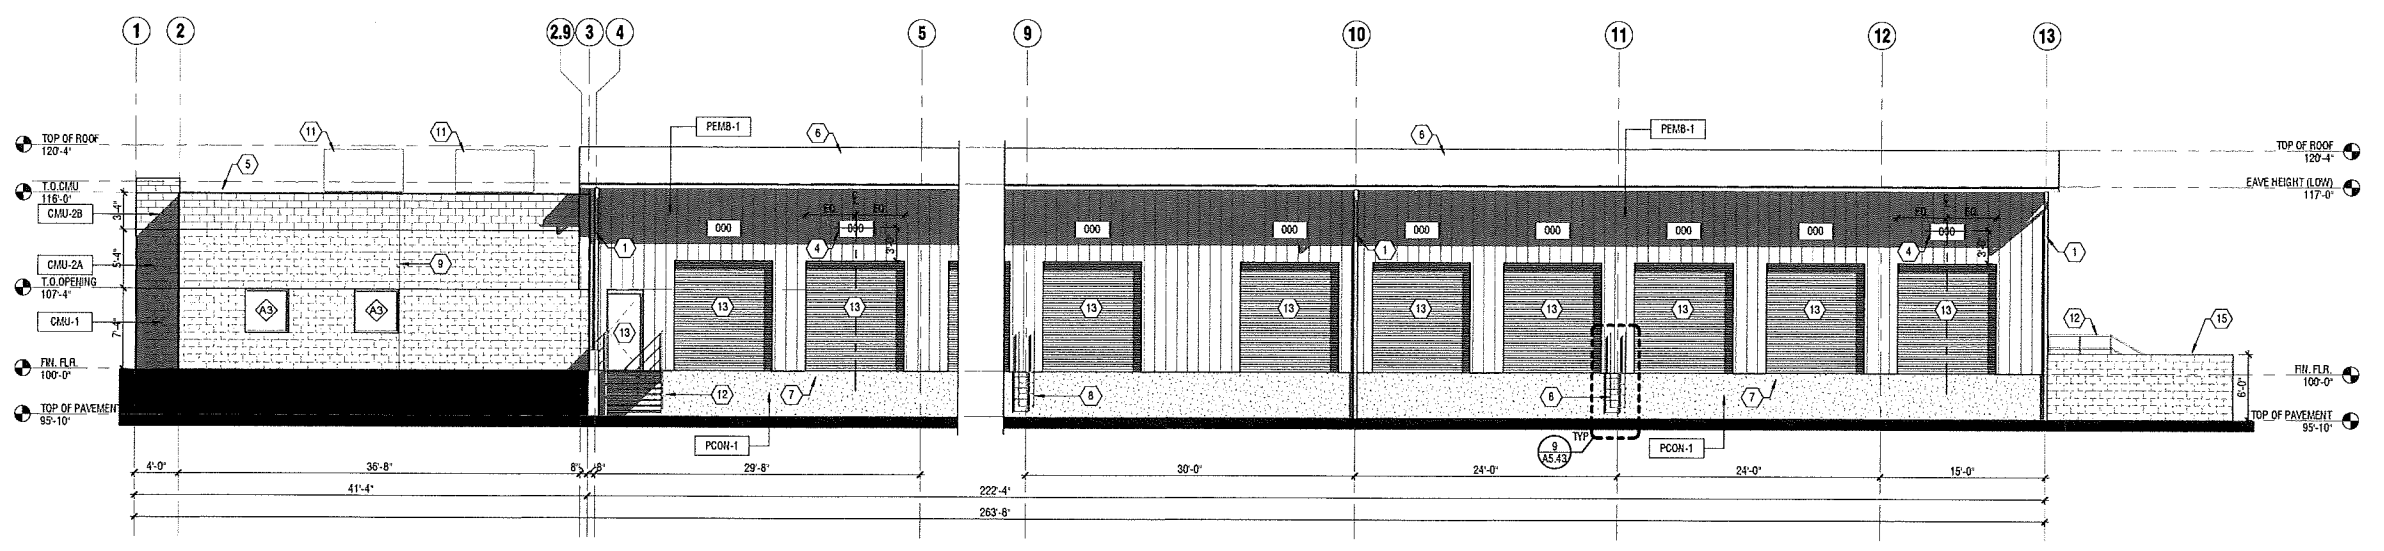 1 2 2.9 3 4 5 9 10 11 12 13
TOP OF ROOF
120'-4"
T.O.CMU
116'-0"
CMU-2B
CMU-2A
T.O.OPENING
107'-4"
CMU-1
FIN. FLR.
100'-0"
TOP OF PAVEMENT
95'-10"
3'-4"
5'-4"
7'-4"
11 11
5
9
A3 A3
PEMB-1
6
6
PEMB-1
EQ. EQ.
000 000 000 000 000 000 000 000 000
4
1
1
EQ. EQ.
4
1
13 13 13 13 13 13 13 13 13 13
12
7
8
6
7
PCON-1
TYP
9
A5.43
PCON-1
12
15
6'-0"
TOP OF ROOF
120'-4"
EAVE HEIGHT (LOW)
117'-0"
FIN. FLR.
100'-0"
TOP OF PAVEMENT
95'-10"
4'-0" 36'-8" 8" 8" 29'-8" 30'-0" 24'-0" 24'-0" 15'-0"
41'-4" 222'-4"
263'-8"